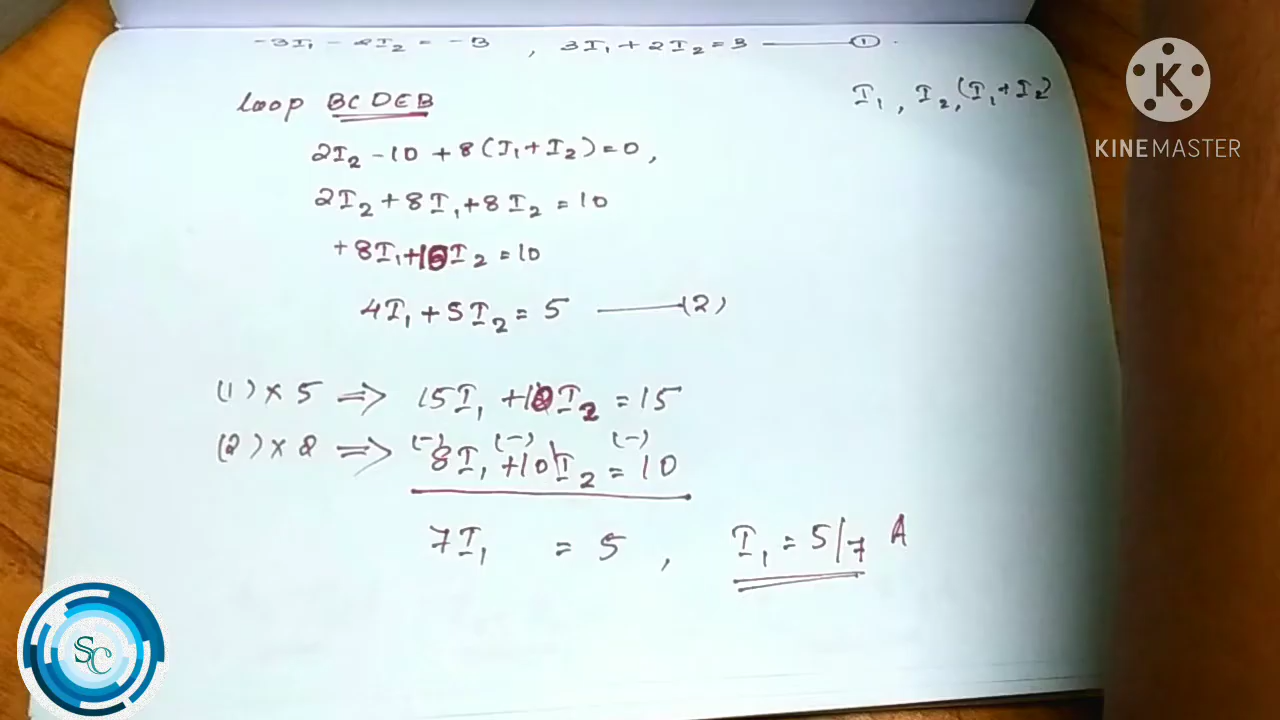 -3I₁ - 2I₂ = -3 , 3I₁ + 2I₂ = 3 —— ①.
I₁, I₂, (I₁+I₂)
loop BCDEB
2I₂ - 10 + 8(I₁+I₂) = 0,
2I₂ + 8I₁ + 8I₂ = 10
+8I₁ + 10I₂ = 10
4I₁ + 5I₂ = 5 ——(2)
(1) × 5 ⇒ 15I₁ + 10I₂ = 15
(-) (-) (-)
(2) × 2 ⇒ 8I₁ + 10I₂ = 10
7I₁ = 5 , I₁ = 5/7 A
K
KINEMASTER
SC